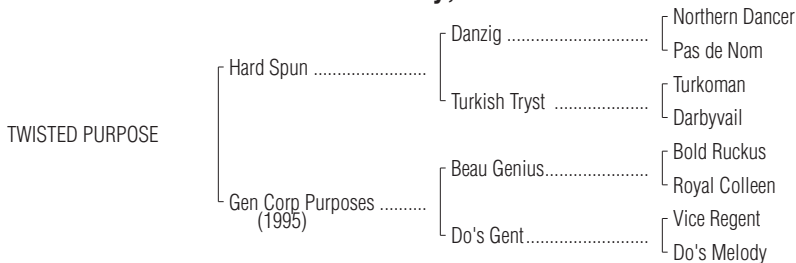 TWISTED PURPOSE
Hard Spun .......................
Gen Corp Purposes ..........
(1995)
Danzig .............................
Turkish Tryst ...................
Beau Genius.....................
Do's Gent.........................
Northern Dancer
Pas de Nom
Turkoman
Darbyvail
Bold Ruckus
Royal Colleen
Vice Regent
Do's Melody